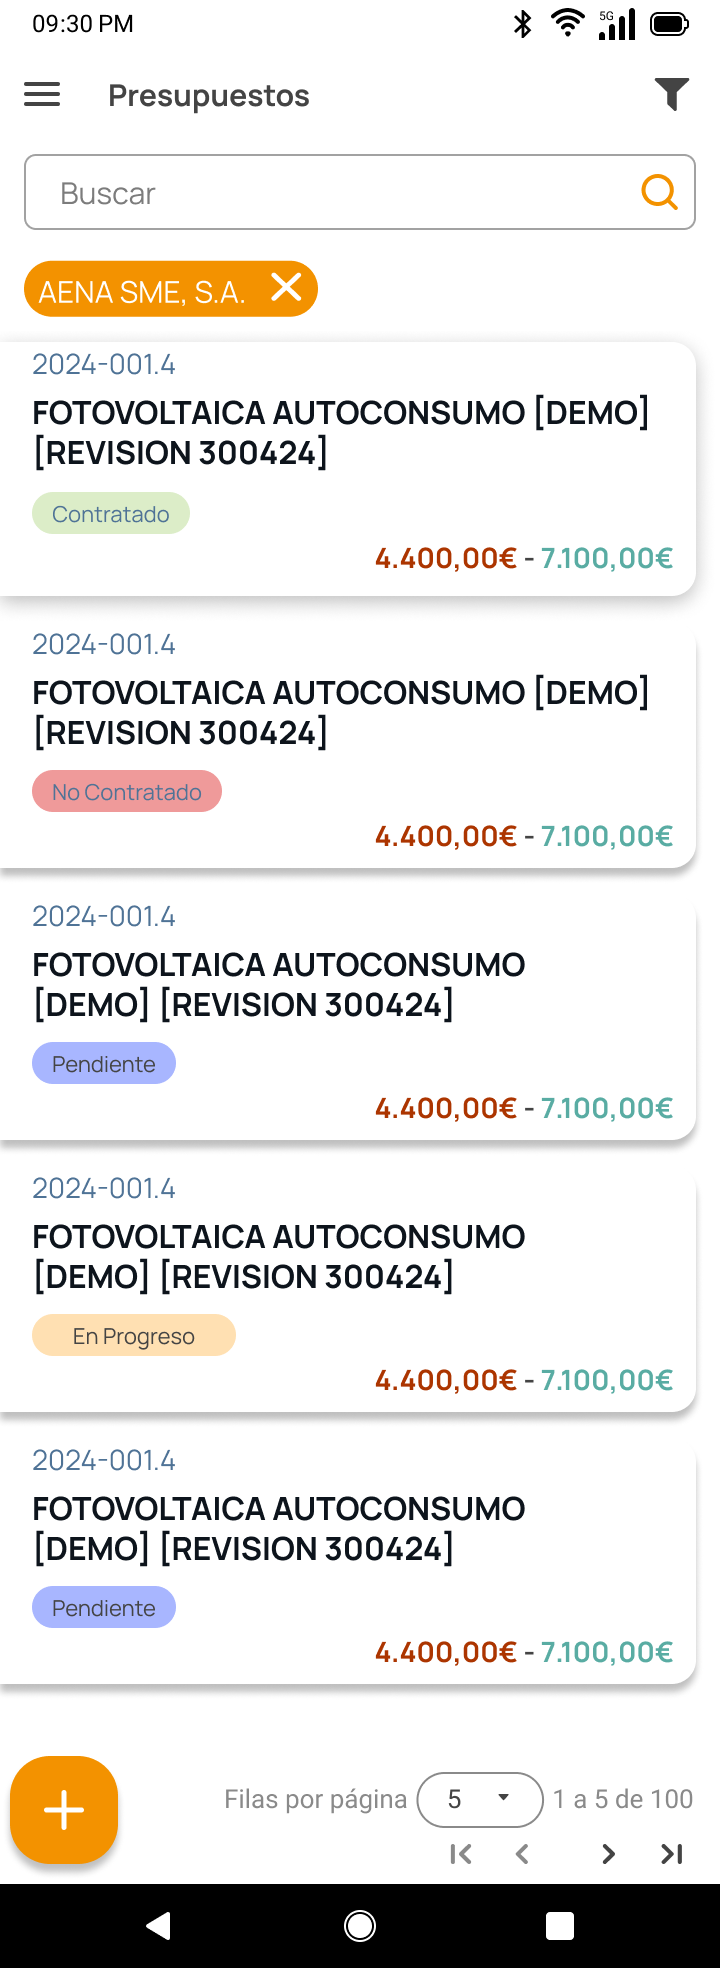 09:30 PM
5G
Presupuestos
Buscar
AENA SME, S.A.
2024-001.4
FOTOVOLTAICA AUTOCONSUMO [DEMO]
[REVISION 300424]
Contratado
4.400,00€ - 7.100,00€
2024-001.4
FOTOVOLTAICA AUTOCONSUMO [DEMO]
[REVISION 300424]
No Contratado
4.400,00€ - 7.100,00€
2024-001.4
FOTOVOLTAICA AUTOCONSUMO
[DEMO] [REVISION 300424]
Pendiente
4.400,00€ - 7.100,00€
2024-001.4
FOTOVOLTAICA AUTOCONSUMO
[DEMO] [REVISION 300424]
En Progreso
4.400,00€ - 7.100,00€
2024-001.4
FOTOVOLTAICA AUTOCONSUMO
[DEMO] [REVISION 300424]
Pendiente
4.400,00€ - 7.100,00€
Filas por página 5 1 a 5 de 100